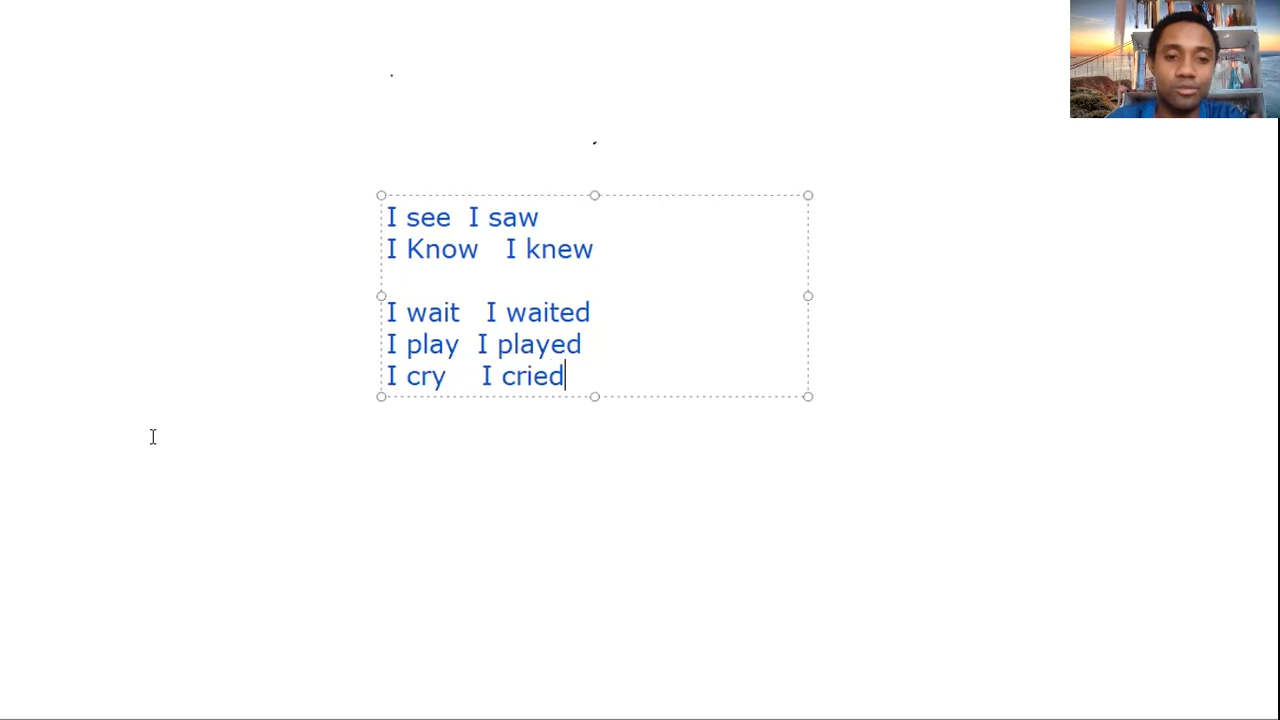 I see I saw
I Know I knew
I wait I waited
I play I played
I cry I cried